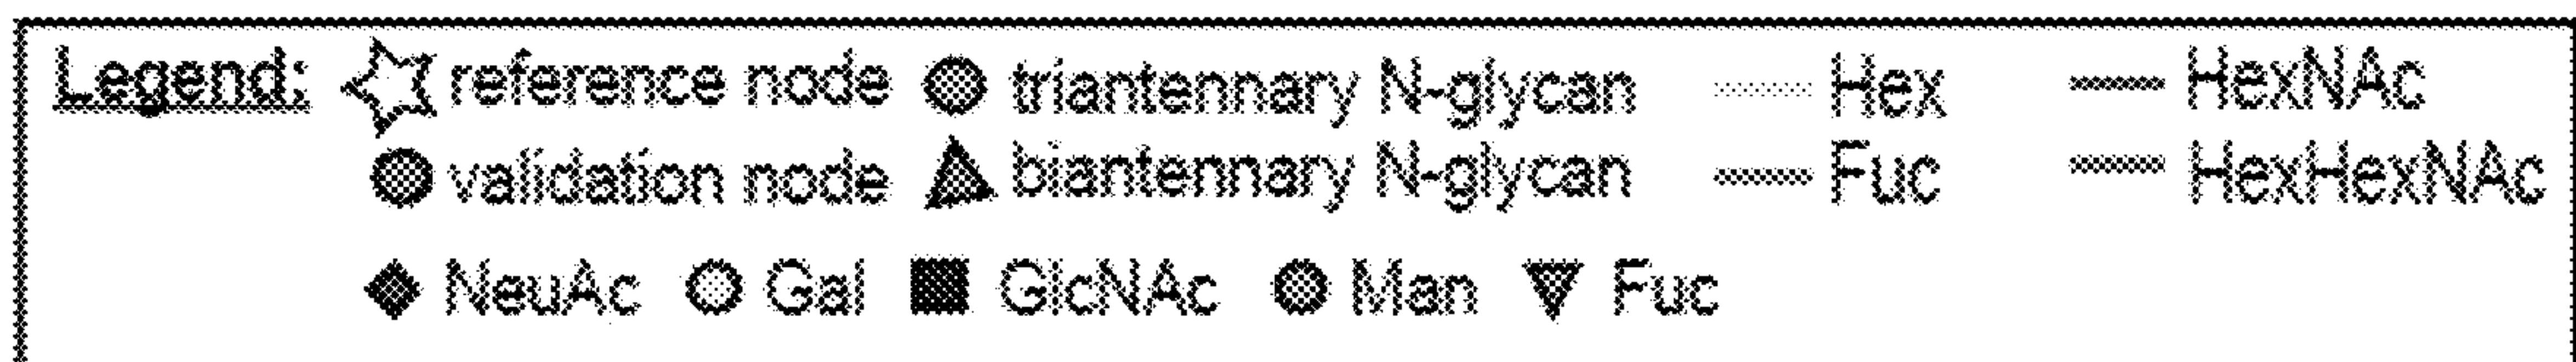 Legend: reference node triantennary N-glycan Hex HexNAc
validation node biantennary N-glycan Fuc HexHexNAc
NeuAc Gal GlcNAc Man Fuc